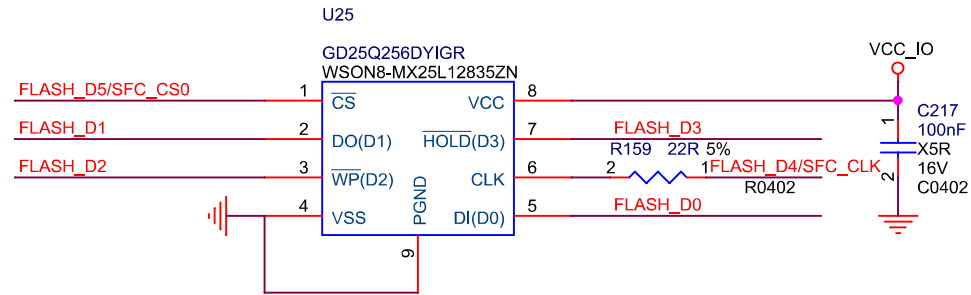 U25
GD25Q256DYIGR
WSON8-MX25L12835ZN
VCC_IO
FLASH_D5/SFC_CS0 1 CS VCC 8
C217
1 100nF
FLASH_D1 2 DO(D1) HOLD(D3) 7 FLASH_D3
R159 22R 5% X5R
FLASH_D2 3 WP(D2) CLK 6 2 1 FLASH_D4/SFC_CLK
16V
R0402 2 C0402
4 VSS PGND DI(D0) 5 FLASH_D0
9